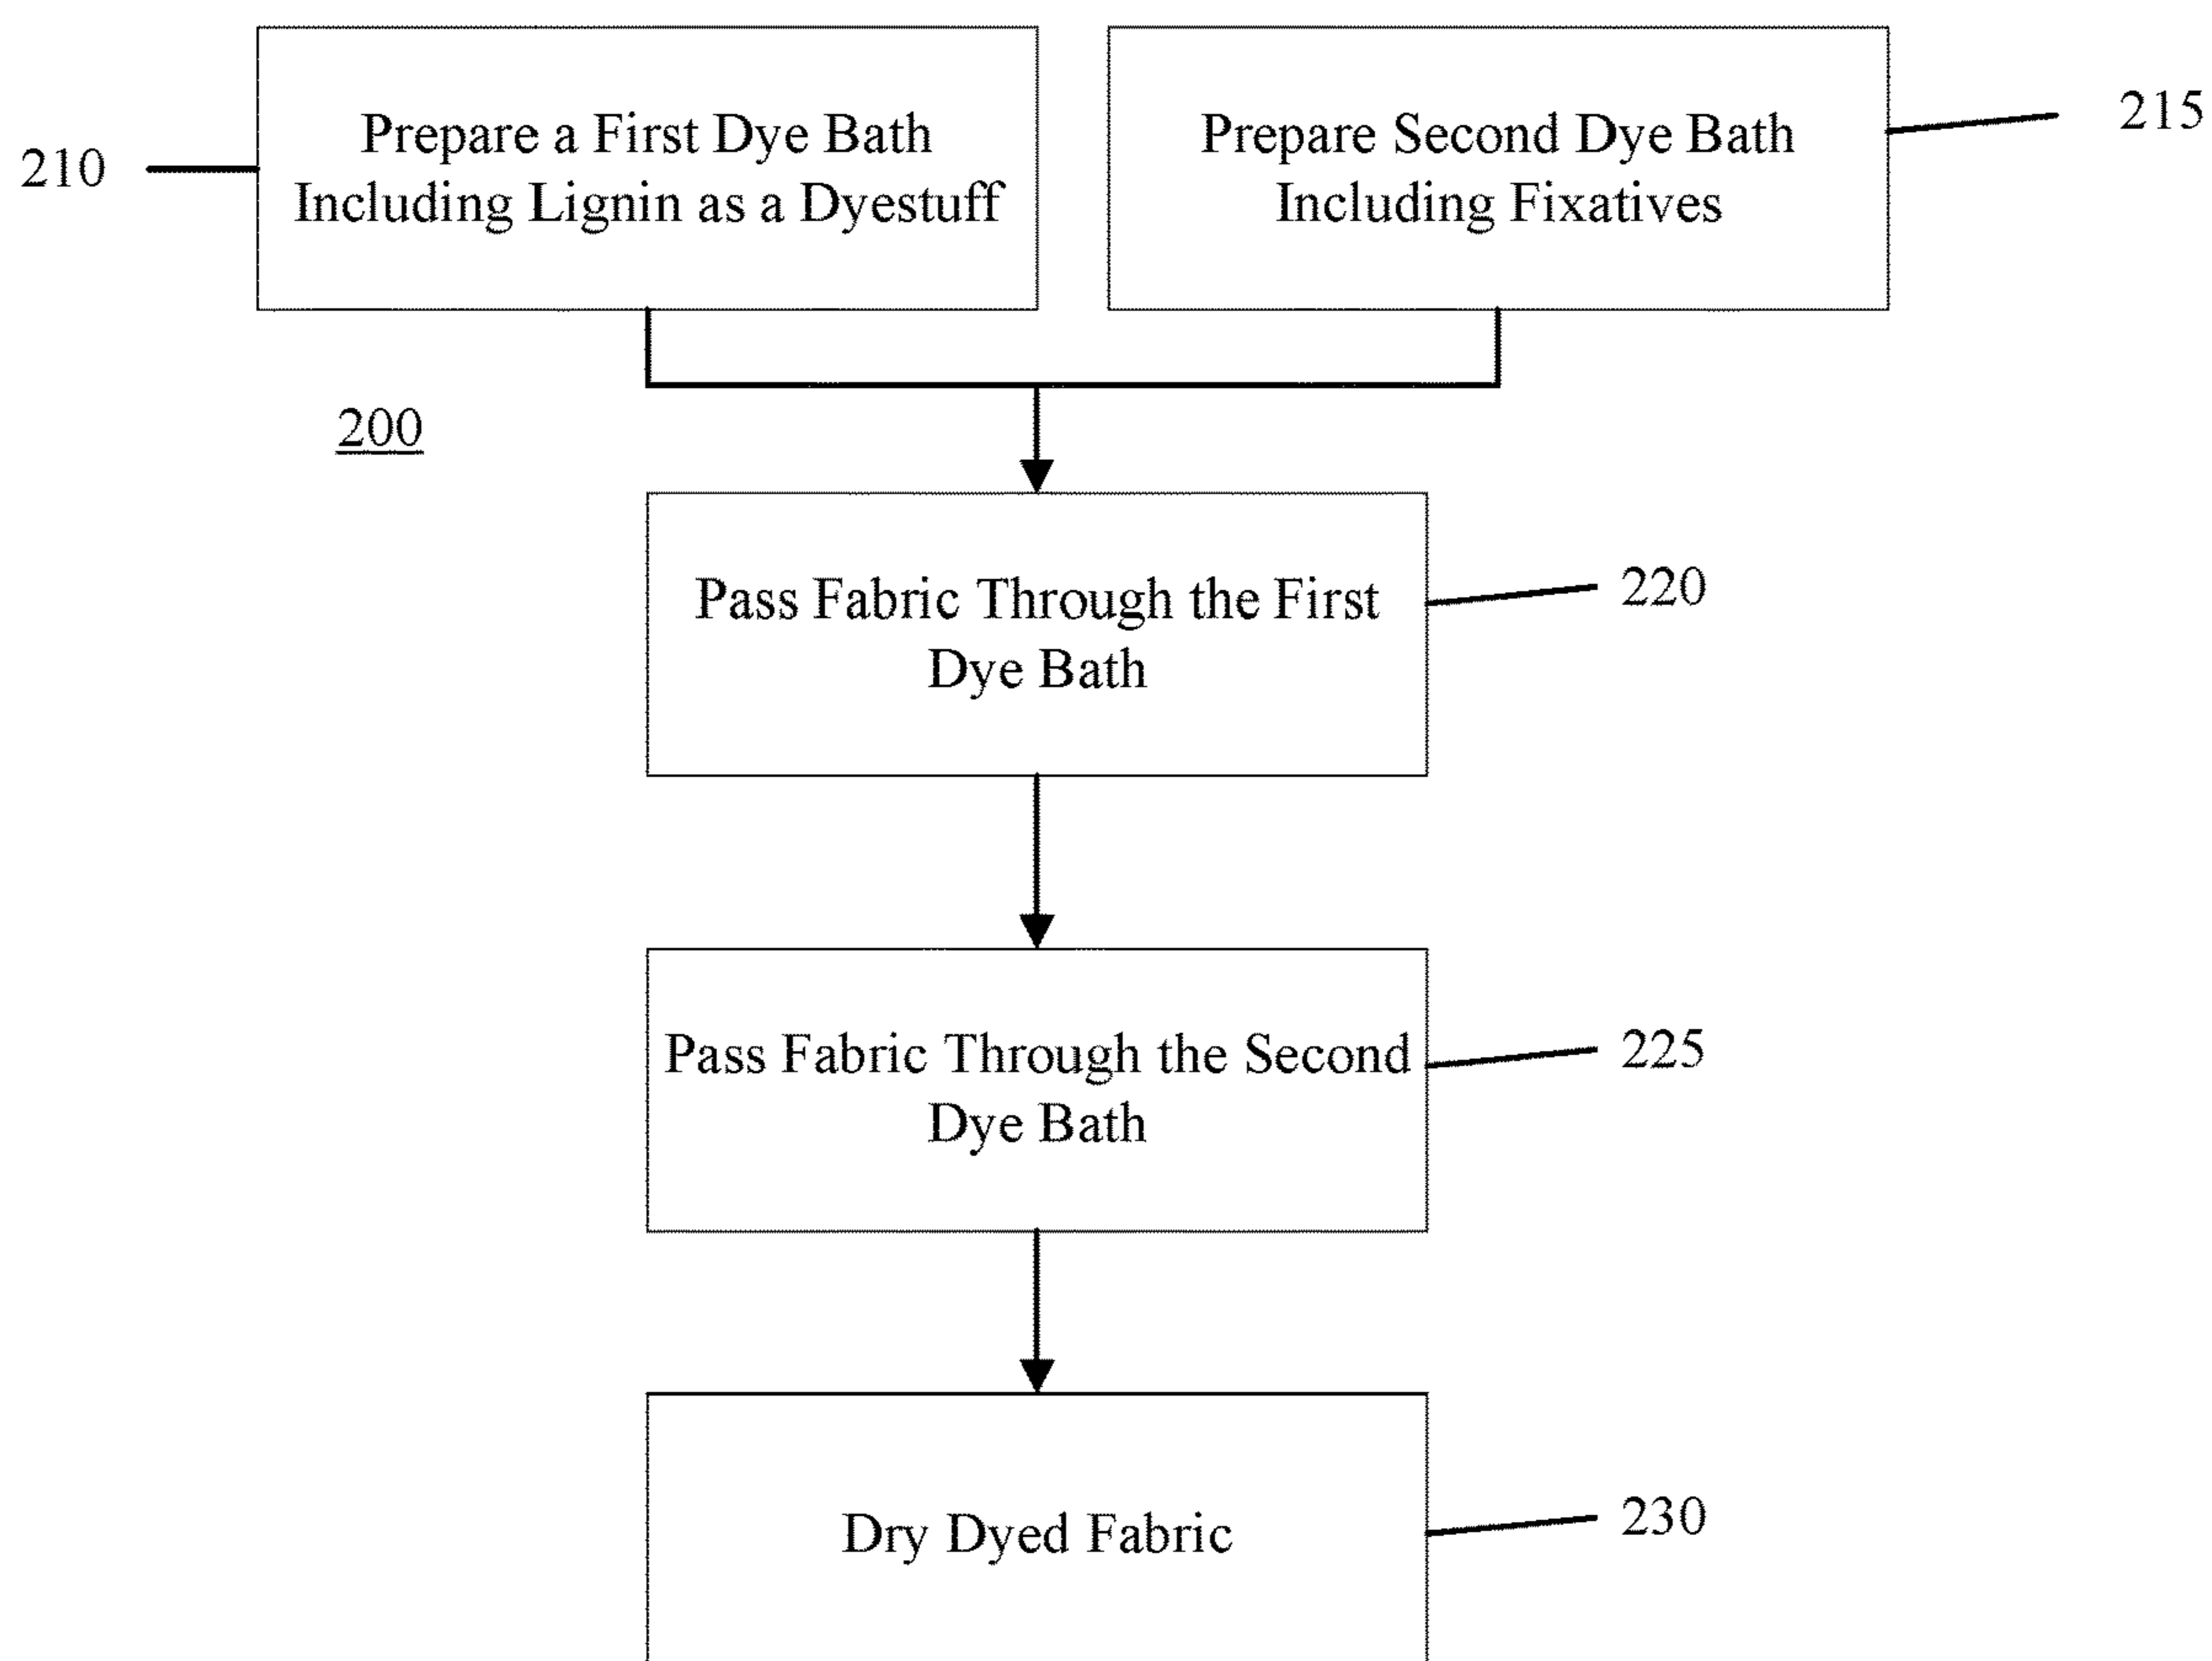 Prepare a First Dye Bath
Including Lignin as a Dyestuff
210
Prepare Second Dye Bath
Including Fixatives
215
200
Pass Fabric Through the First
Dye Bath
220
Pass Fabric Through the Second
Dye Bath
225
Dry Dyed Fabric
230